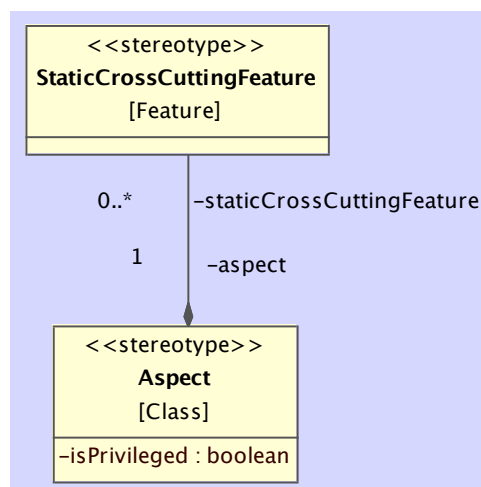 <<stereotype>>
StaticCrossCuttingFeature
[Feature]
0..* -staticCrossCuttingFeature
1 -aspect
<<stereotype>>
Aspect
[Class]
-isPrivileged : boolean